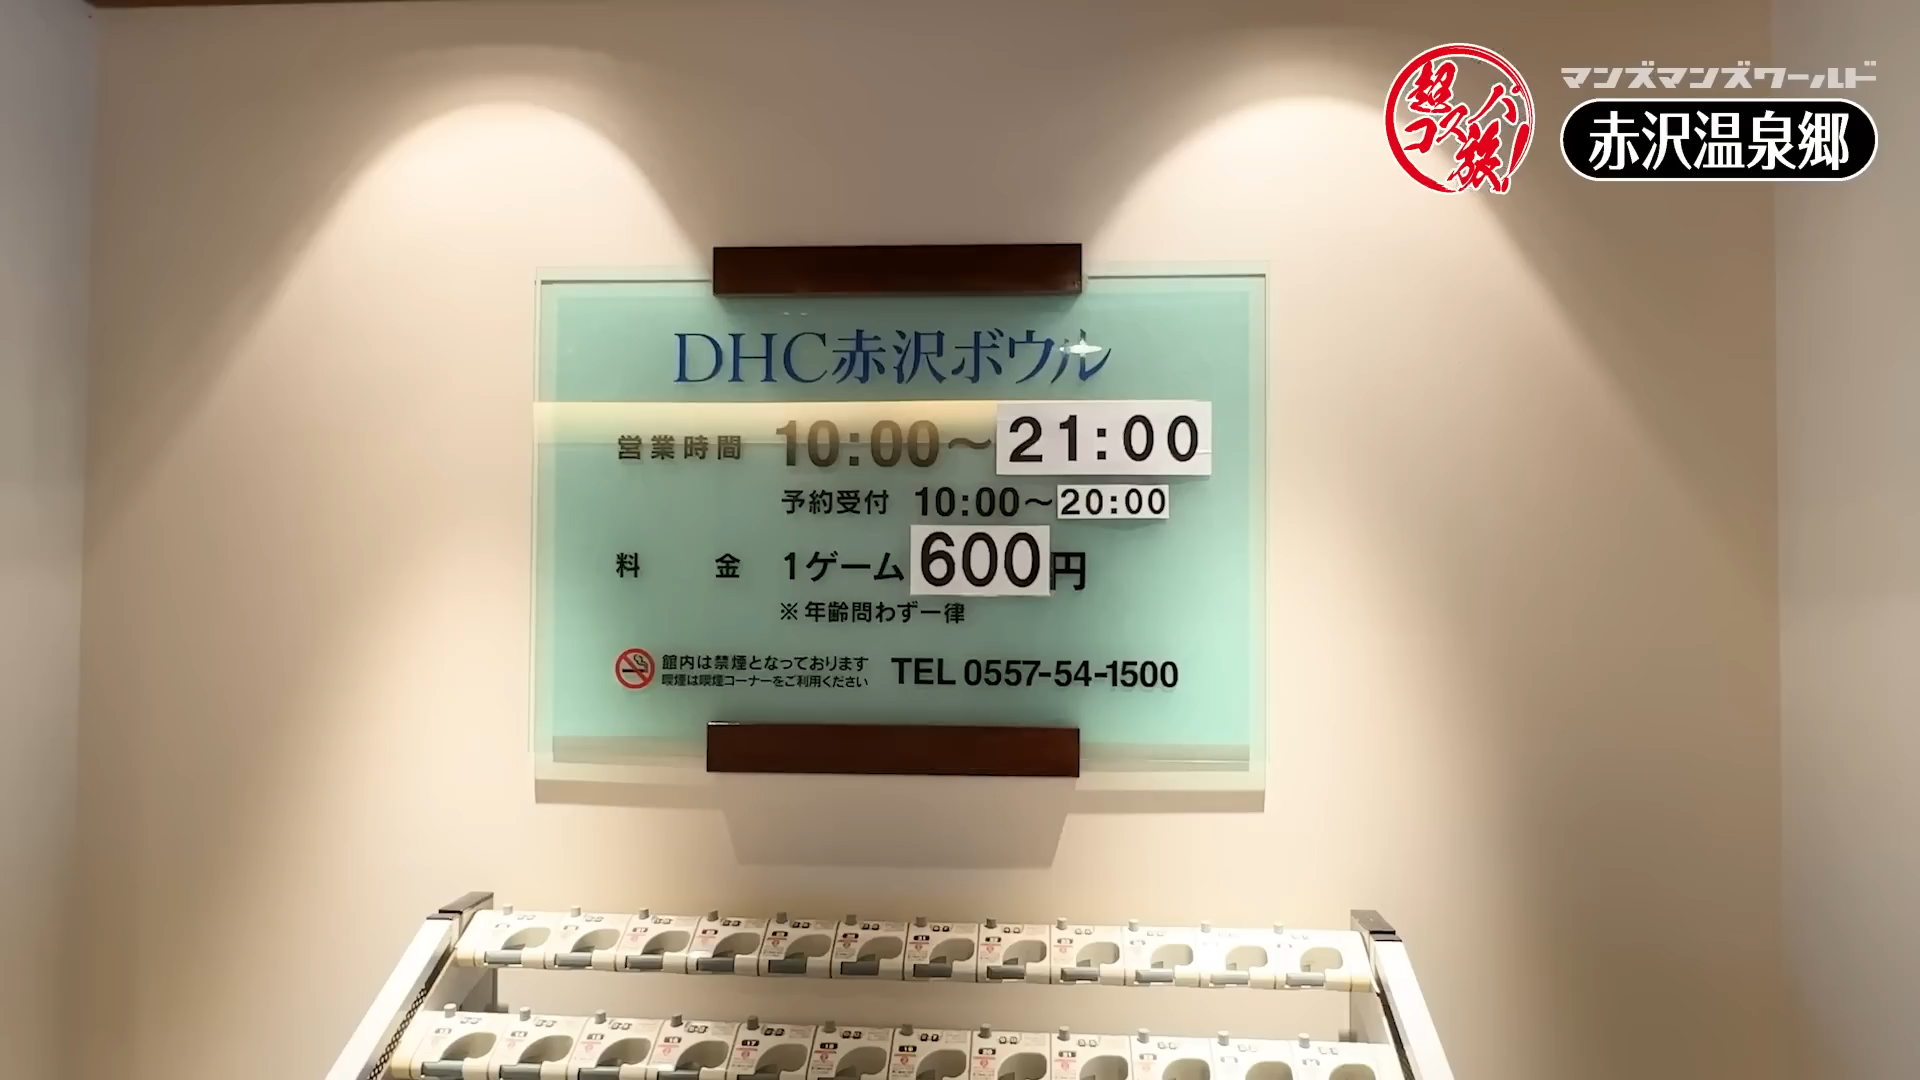 超コスパ旅!
マンズマンズワールド
赤沢温泉郷
DHC赤沢ボウル
営業時間 10:00～21:00
予約受付 10:00～20:00
料金 1ゲーム600円
※年齢問わず一律
館内は禁煙となっております
喫煙は喫煙コーナーをご利用ください
TEL 0557-54-1500